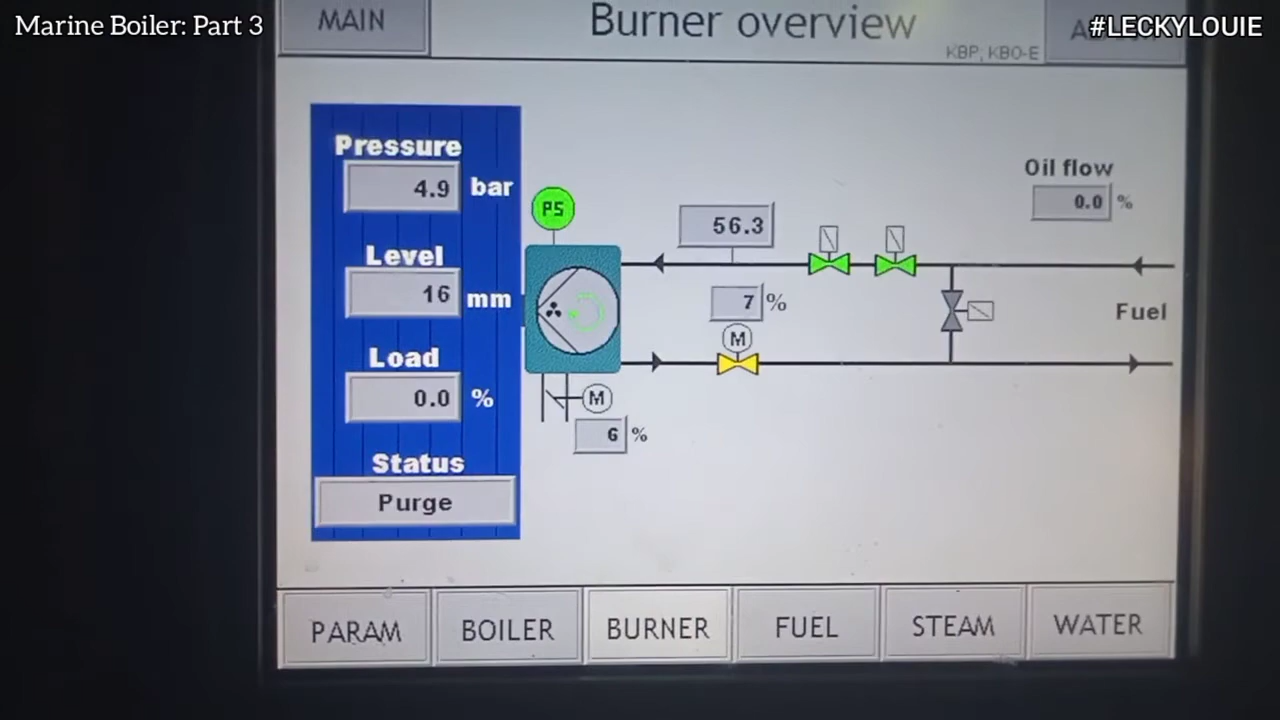 Marine Boiler: Part 3
#LECKYLOUIE
MAIN
Burner overview
KBP; KBO-E
Pressure
4.9 bar
Level
16 mm
Load
0.0 %
Status
Purge
PS
56.3
7 %
M
M
6 %
Oil flow
0.0 %
Fuel
PARAM
BOILER
BURNER
FUEL
STEAM
WATER